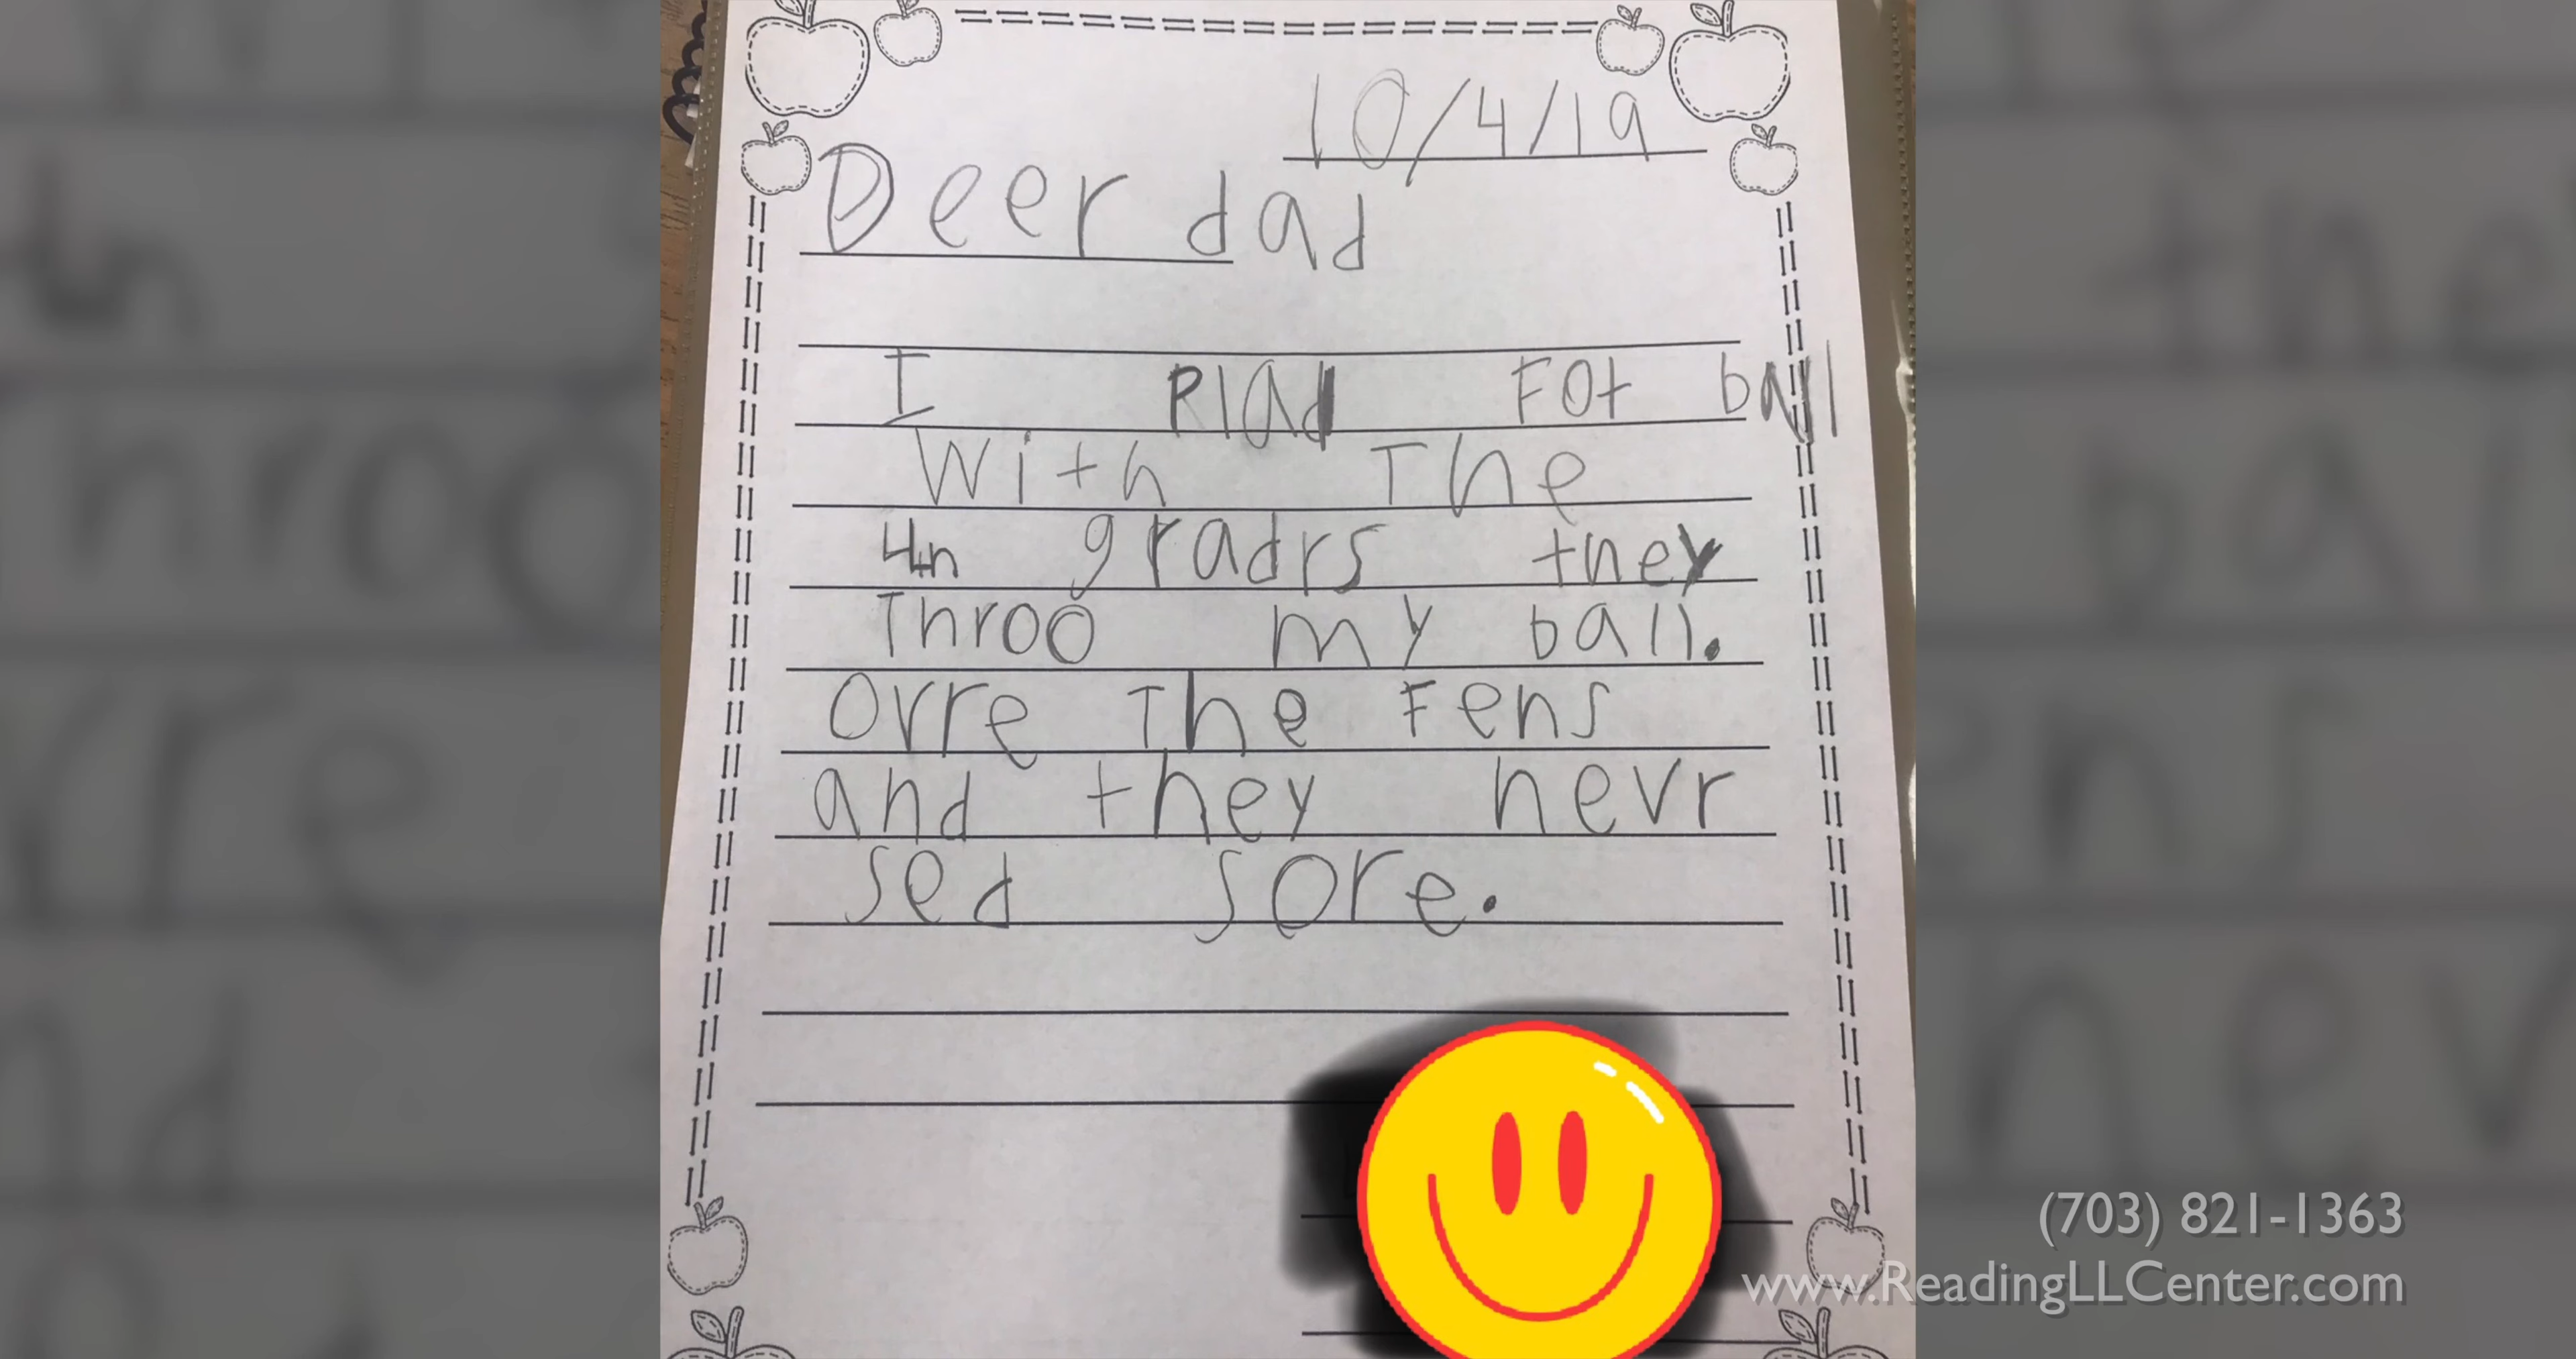 10/4/19
Deer dad
I Plad Fot ball
With The
4th gradrs they
Throo my ball.
Ovre The Fens
and they nevr
sed sore.
(703) 821-1363
www.ReadingLLCenter.com